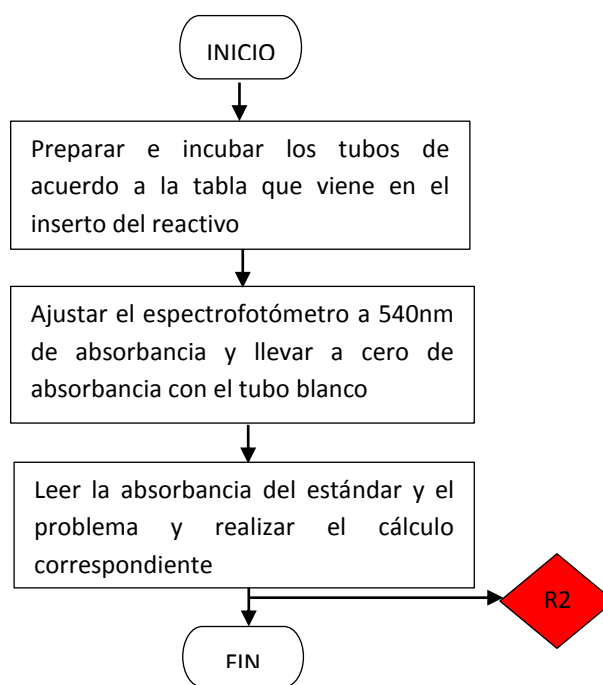 INICIO
Preparar e incubar los tubos de
acuerdo a la tabla que viene en el
inserto del reactivo
Ajustar el espectrofotómetro a 540nm
de absorbancia y llevar a cero de
absorbancia con el tubo blanco
Leer la absorbancia del estándar y el
problema y realizar el cálculo
correspondiente
R2
FIN